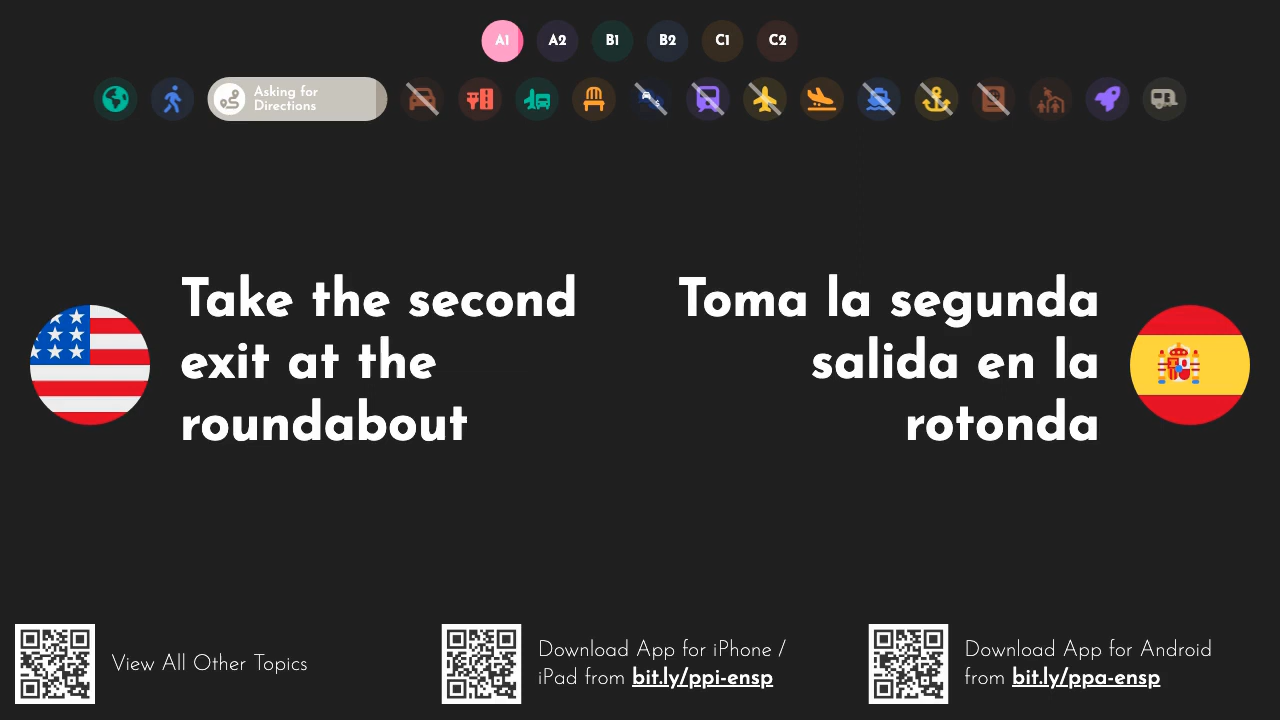 A1 A2 B1 B2 C1 C2
Asking for
Directions
Take the second
exit at the
roundabout
Toma la segunda
salida en la
rotonda
View All Other Topics
Download App for iPhone /
iPad from bit.ly/ppi-ensp
Download App for Android
from bit.ly/ppa-ensp